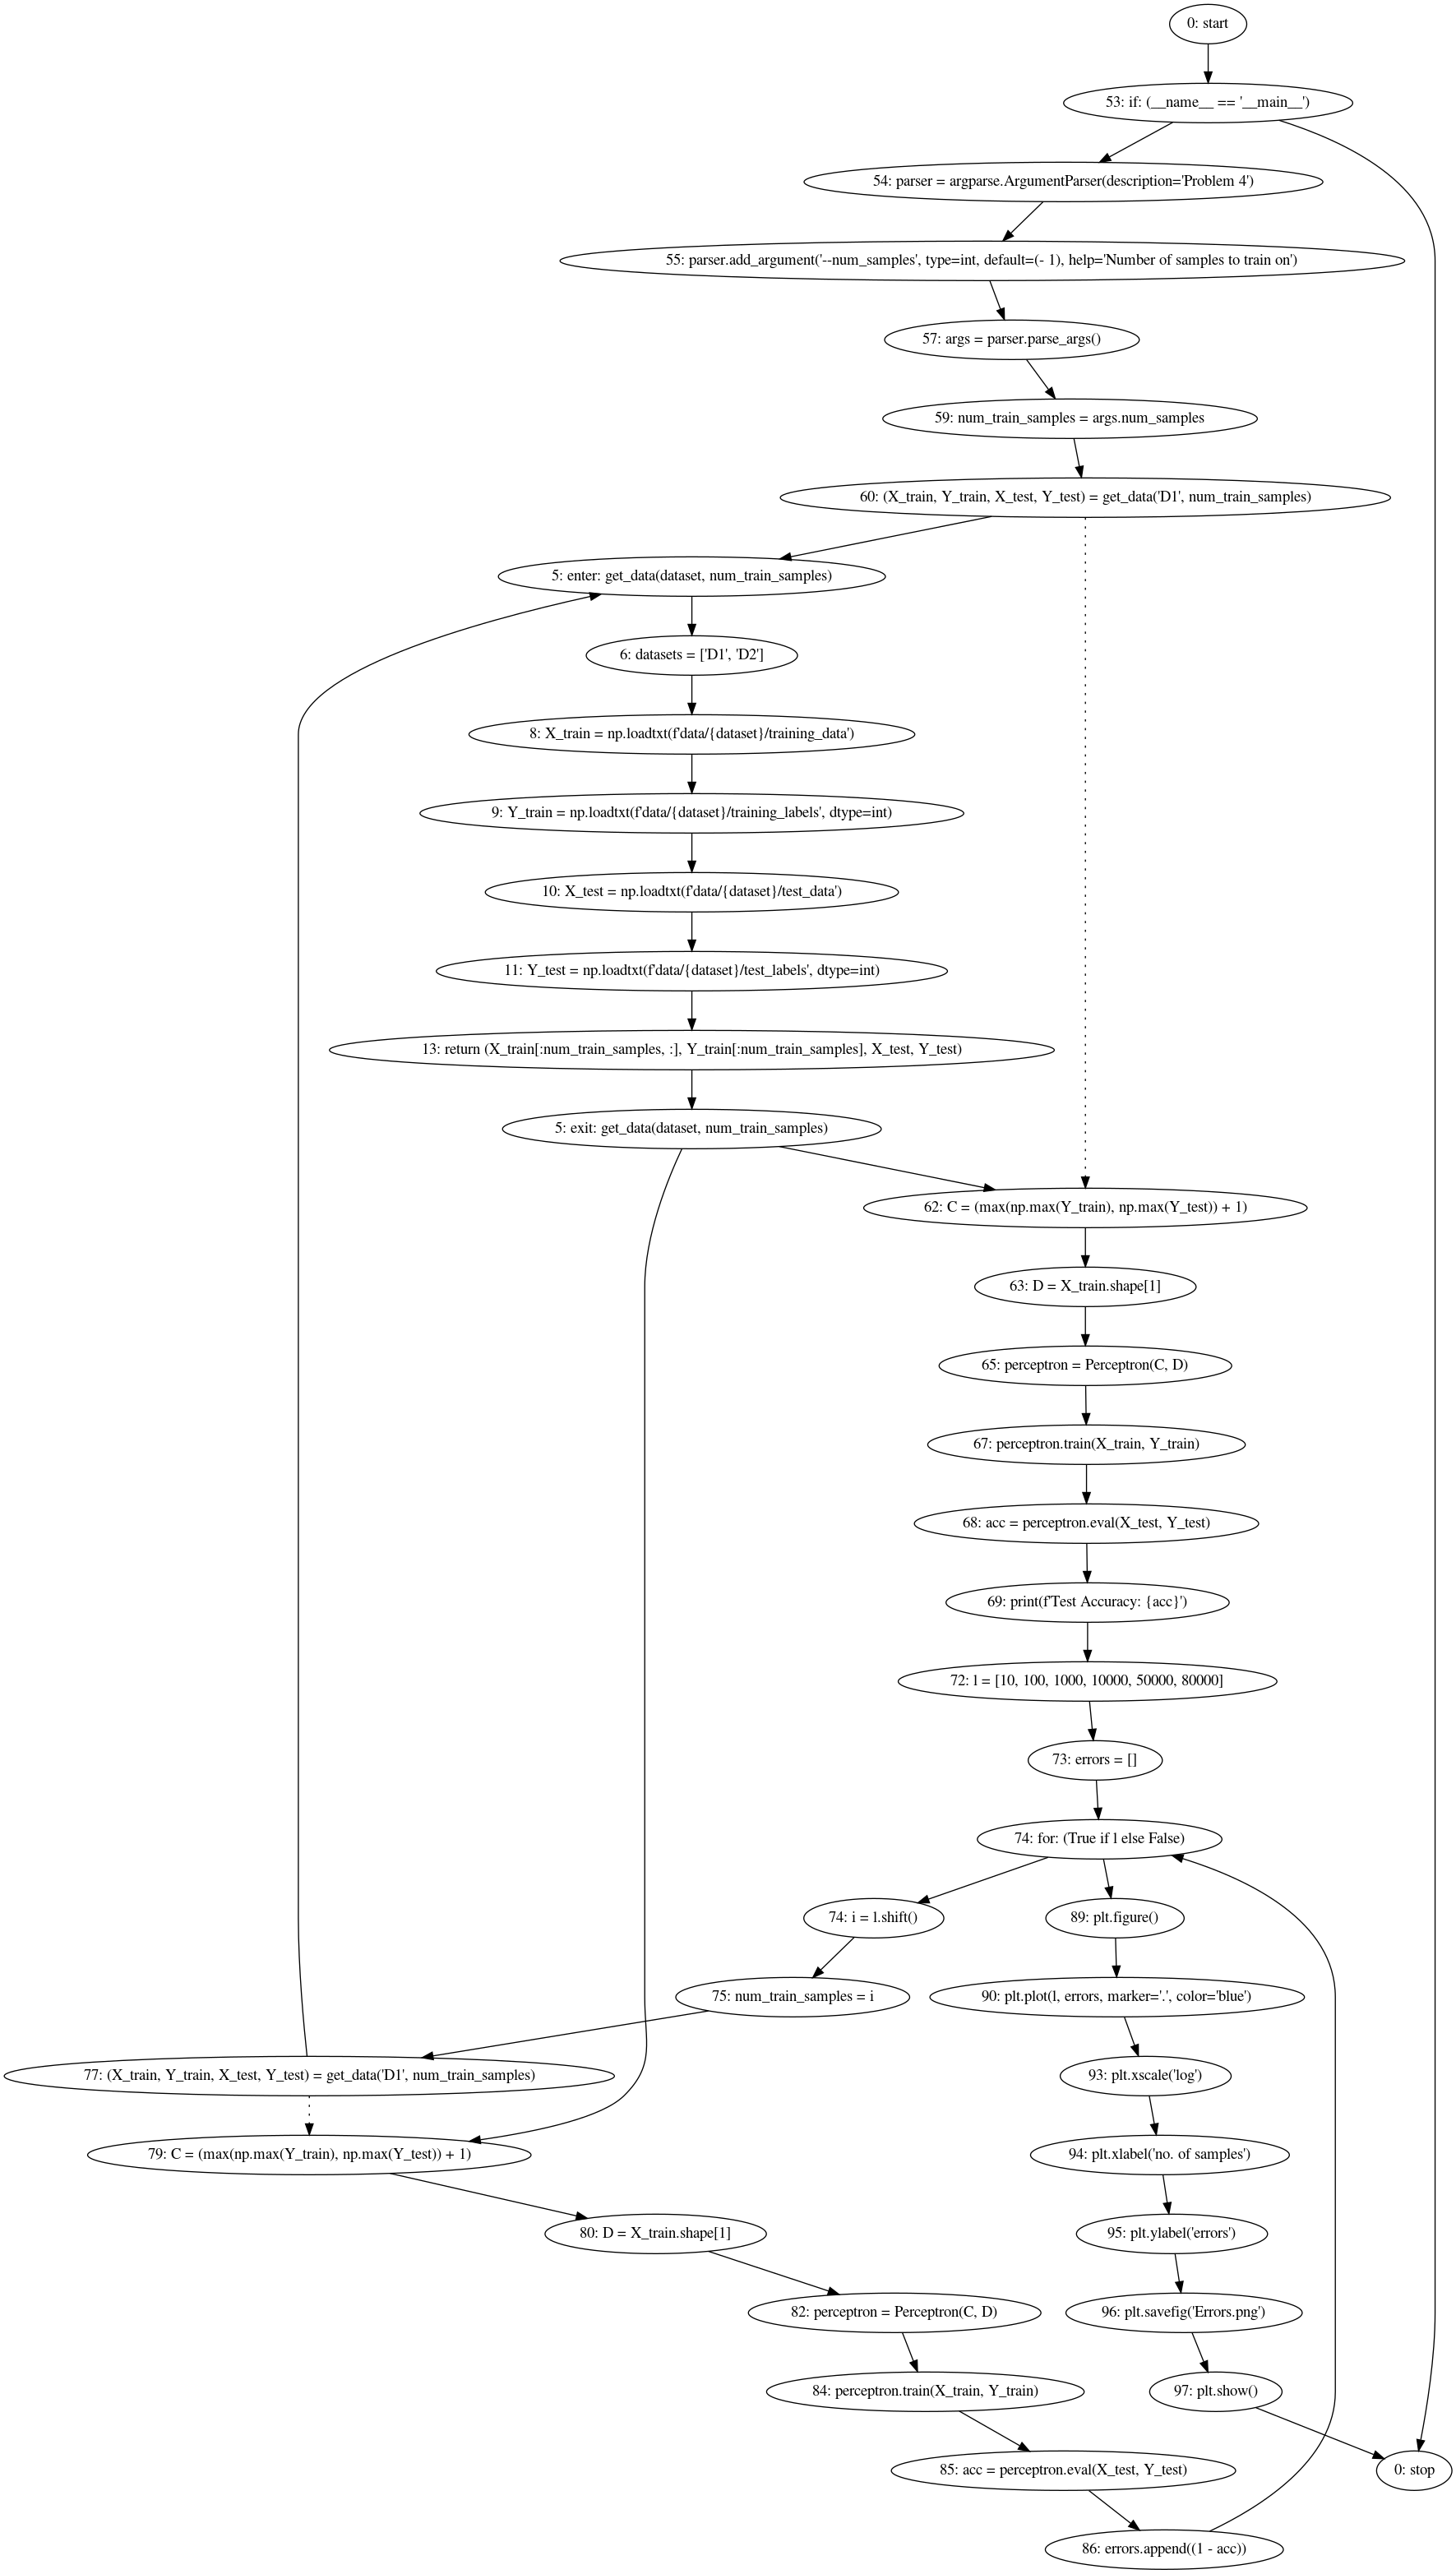 0: start
53: if: (__name__ == '__main__')
54: parser = argparse.ArgumentParser(description='Problem 4')
55: parser.add_argument('--num_samples', type=int, default=(- 1), help='Number of samples to train on')
57: args = parser.parse_args()
59: num_train_samples = args.num_samples
60: (X_train, Y_train, X_test, Y_test) = get_data('D1', num_train_samples)
5: enter: get_data(dataset, num_train_samples)
6: datasets = ['D1', 'D2']
8: X_train = np.loadtxt(f'data/{dataset}/training_data')
9: Y_train = np.loadtxt(f'data/{dataset}/training_labels', dtype=int)
10: X_test = np.loadtxt(f'data/{dataset}/test_data')
11: Y_test = np.loadtxt(f'data/{dataset}/test_labels', dtype=int)
13: return (X_train[:num_train_samples, :], Y_train[:num_train_samples], X_test, Y_test)
5: exit: get_data(dataset, num_train_samples)
62: C = (max(np.max(Y_train), np.max(Y_test)) + 1)
63: D = X_train.shape[1]
65: perceptron = Perceptron(C, D)
67: perceptron.train(X_train, Y_train)
68: acc = perceptron.eval(X_test, Y_test)
69: print(f'Test Accuracy: {acc}')
72: l = [10, 100, 1000, 10000, 50000, 80000]
73: errors = []
74: for: (True if l else False)
74: i = l.shift()
89: plt.figure()
75: num_train_samples = i
90: plt.plot(l, errors, marker='.', color='blue')
77: (X_train, Y_train, X_test, Y_test) = get_data('D1', num_train_samples)
93: plt.xscale('log')
79: C = (max(np.max(Y_train), np.max(Y_test)) + 1)
94: plt.xlabel('no. of samples')
80: D = X_train.shape[1]
95: plt.ylabel('errors')
82: perceptron = Perceptron(C, D)
96: plt.savefig('Errors.png')
84: perceptron.train(X_train, Y_train)
97: plt.show()
85: acc = perceptron.eval(X_test, Y_test)
0: stop
86: errors.append((1 - acc))